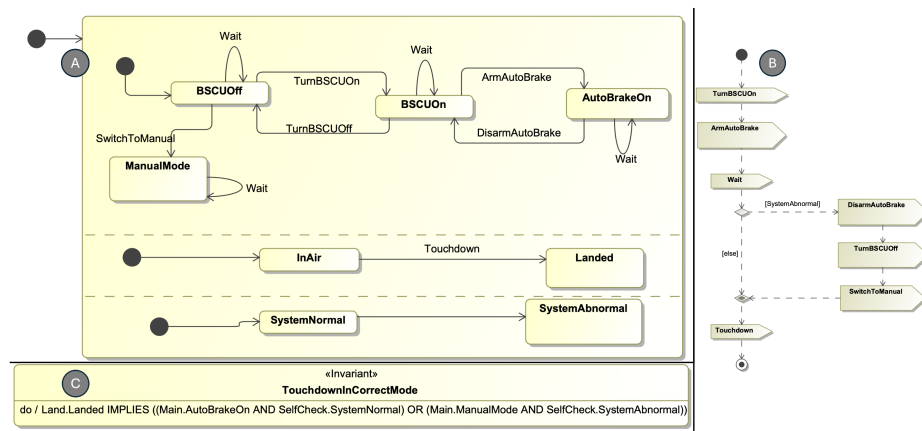 A
Wait
BSCUOff
TurnBSCUOn
Wait
BSCUOn
ArmAutoBrake
AutoBrakeOn
TurnBSCUOff
DisarmAutoBrake
Wait
SwitchToManual
ManualMode
Wait
InAir
Touchdown
Landed
SystemNormal
SystemAbnormal
C
«Invariant»
TouchdownInCorrectMode
do / Land.Landed IMPLIES ((Main.AutoBrakeOn AND SelfCheck.SystemNormal) OR (Main.ManualMode AND SelfCheck.SystemAbnormal))
B
TurnBSCUOn
ArmAutoBrake
Wait
[SystemAbnormal]
DisarmAutoBrake
[else]
TurnBSCUOff
SwitchToManual
Touchdown